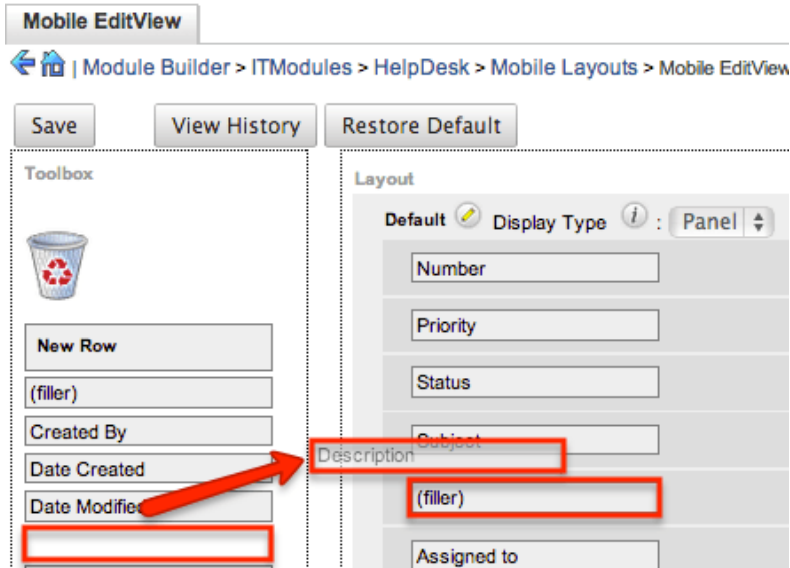 Mobile EditView
| Module Builder > ITModules > HelpDesk > Mobile Layouts > Mobile EditView
Save View History Restore Default
Toolbox
Layout
Default Display Type i : Panel
Number
Priority
Status
Subject
Description
(filler)
Assigned to
New Row
(filler)
Created By
Date Created
Date Modified